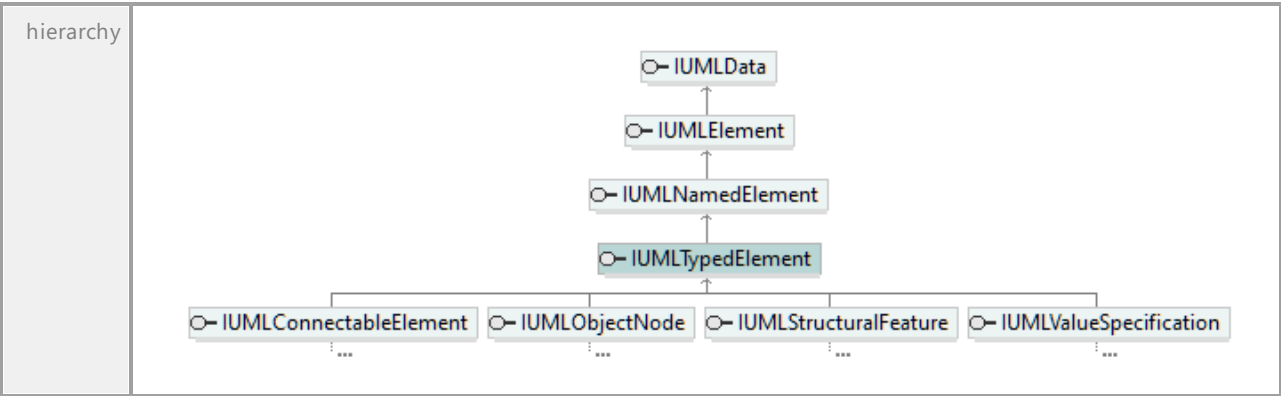 hierarchy
IUMLData
IUMLElement
IUMLNamedElement
IUMLTypedElement
IUMLConnectableElement IUMLObjectNode IUMLStructuralFeature IUMLValueSpecification
... ... ... ...